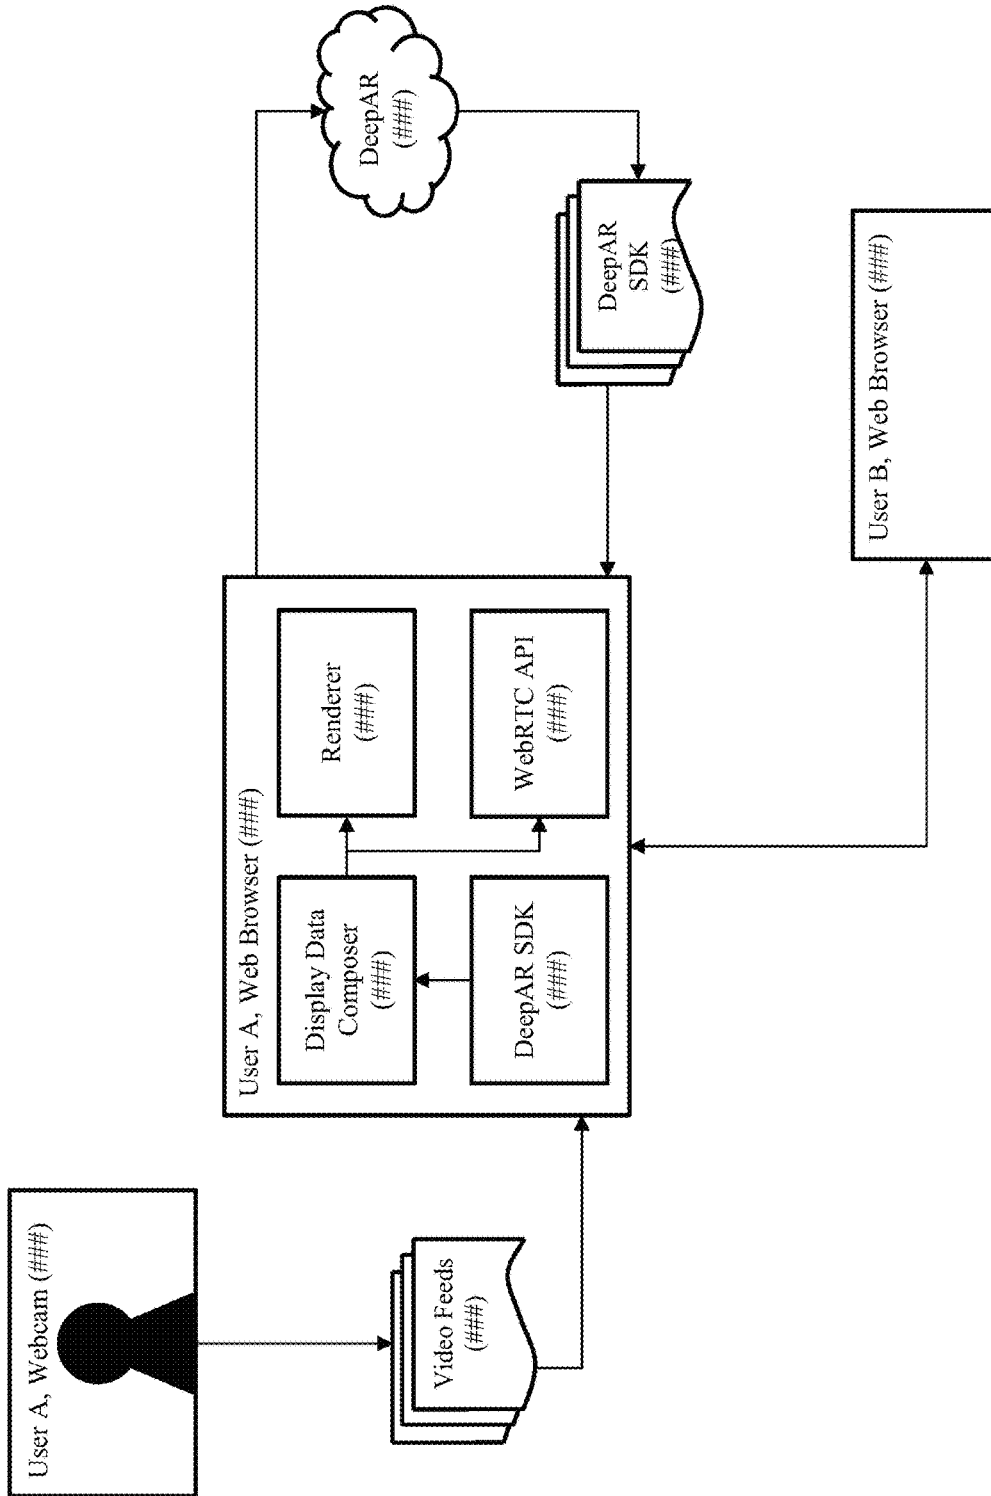 User A, Webcam (###)
Video Feeds
(###)
User A, Web Browser (###)
Display Data
Composer
(###)
Renderer
(###)
DeepAR SDK
(###)
WebRTC API
(###)
DeepAR
(###)
DeepAR
SDK
(###)
User B, Web Browser (###)